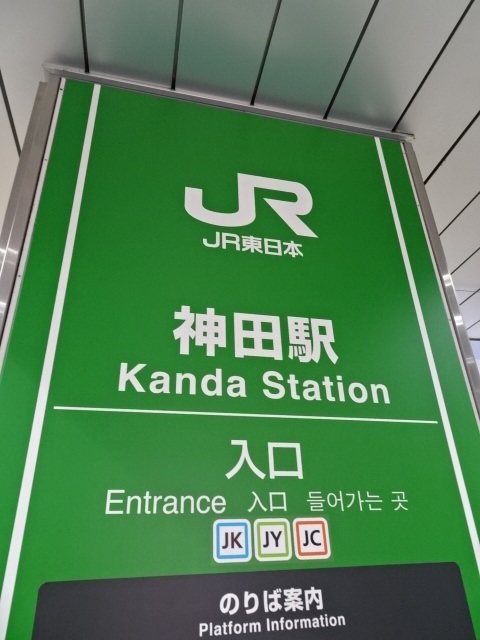 JR
JR東日本
神田駅
Kanda Station
入口
Entrance 入口 들어가는 곳
JK JY JC
のりば案内
Platform Information